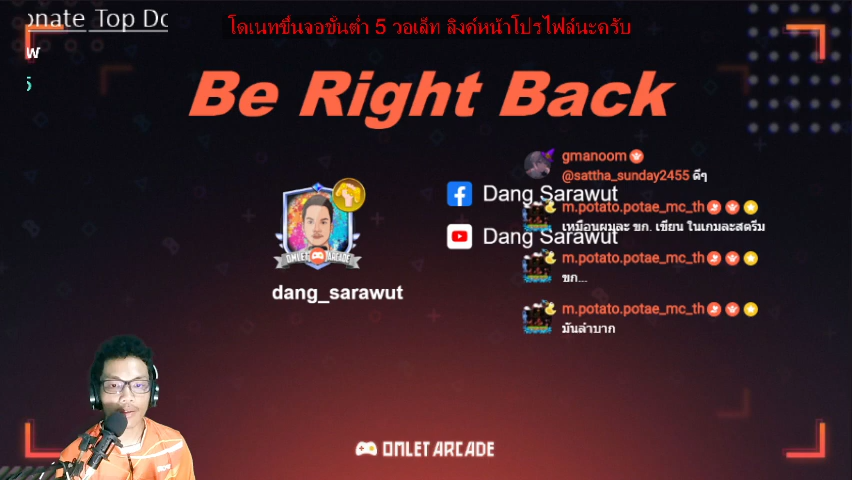 onate Top Do
โดเนทขึ้นจอขั้นต่ำ 5 วอเล็ท ลิงค์หน้าโปรไฟล์นะครับ
W
5
Be Right Back
gmanoom
@sattha_sunday2455 ดีๆ
Dang Sarawut
m.potato.potae_mc_th
เหมือนผมละ ขก. เขียน ในเกมละสตรีม
Dang Sarawut
m.potato.potae_mc_th
ขก...
m.potato.potae_mc_th
มันลำบาก
OMLET ARCADE
dang_sarawut
OMLET ARCADE